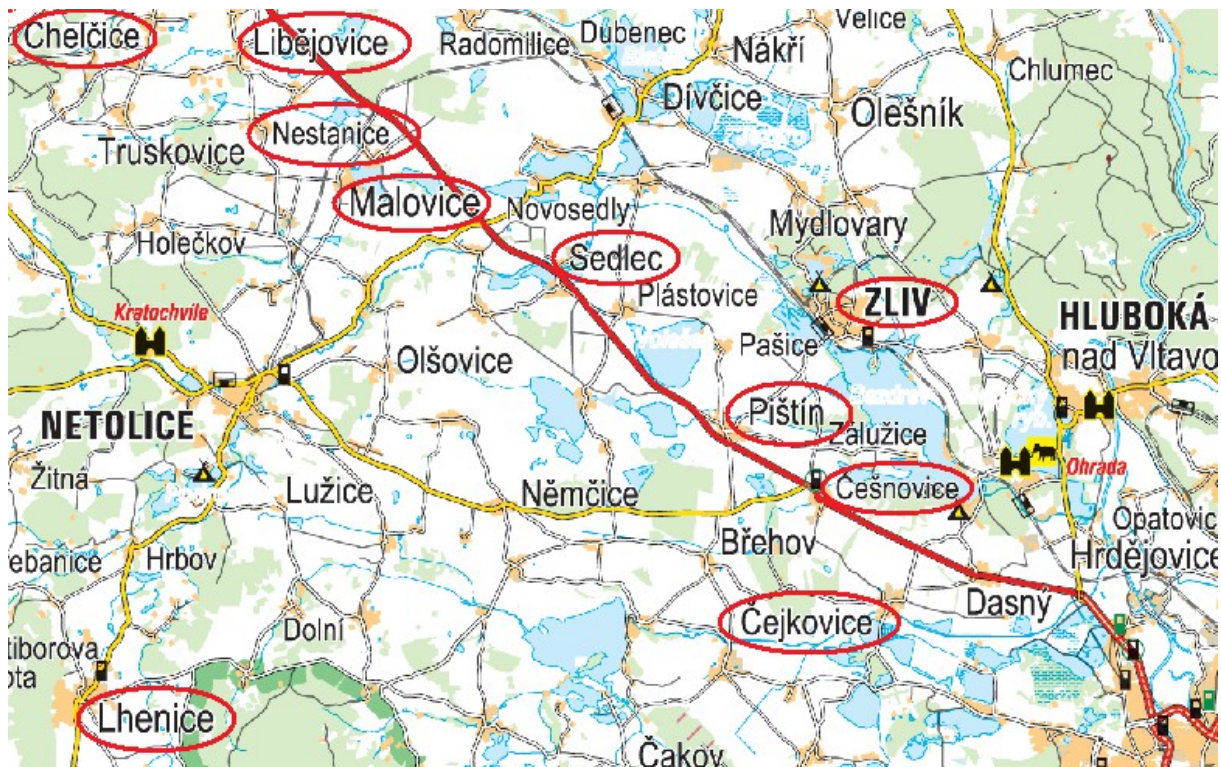 Chelčice
Libějovice
Radomilice
Dubenec
Velice
Nákří
Chlumec
Dívčice
Olešník
Nestanice
Truskovice
Malovice
Novosedly
Mydlovary
Holečkov
Sedlec
Plástovice
ZLIV
Kratochvíle
HLUBOKÁ
nad Vltavo
Olšovice
Pašice
Pištín
NETOLICE
Zálužice
Ohrada
Žitná
Lužice
Němčice
Češnovice
Opatovic
Břehov
Hrdějovice
ebanice
Hrbov
Dasný
Čejkovice
Dolní
tiborova
ota
Lhenice
Čakov